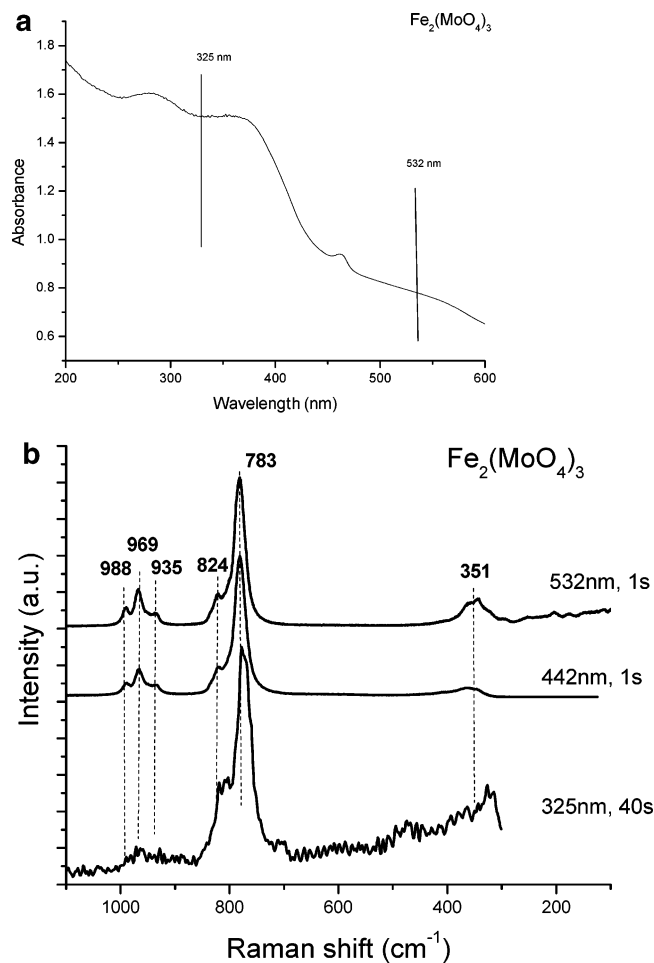 a
Fe2(MoO4)3
325 nm
532 nm
1.8
1.6
1.4
1.2
1.0
0.8
0.6
Absorbance
200 300 400 500 600
Wavelength (nm)
b
783
Fe2(MoO4)3
969
988 935 824
351
532nm, 1s
442nm, 1s
325nm, 40s
Intensity (a.u.)
1000 800 600 400 200
Raman shift (cm-1)